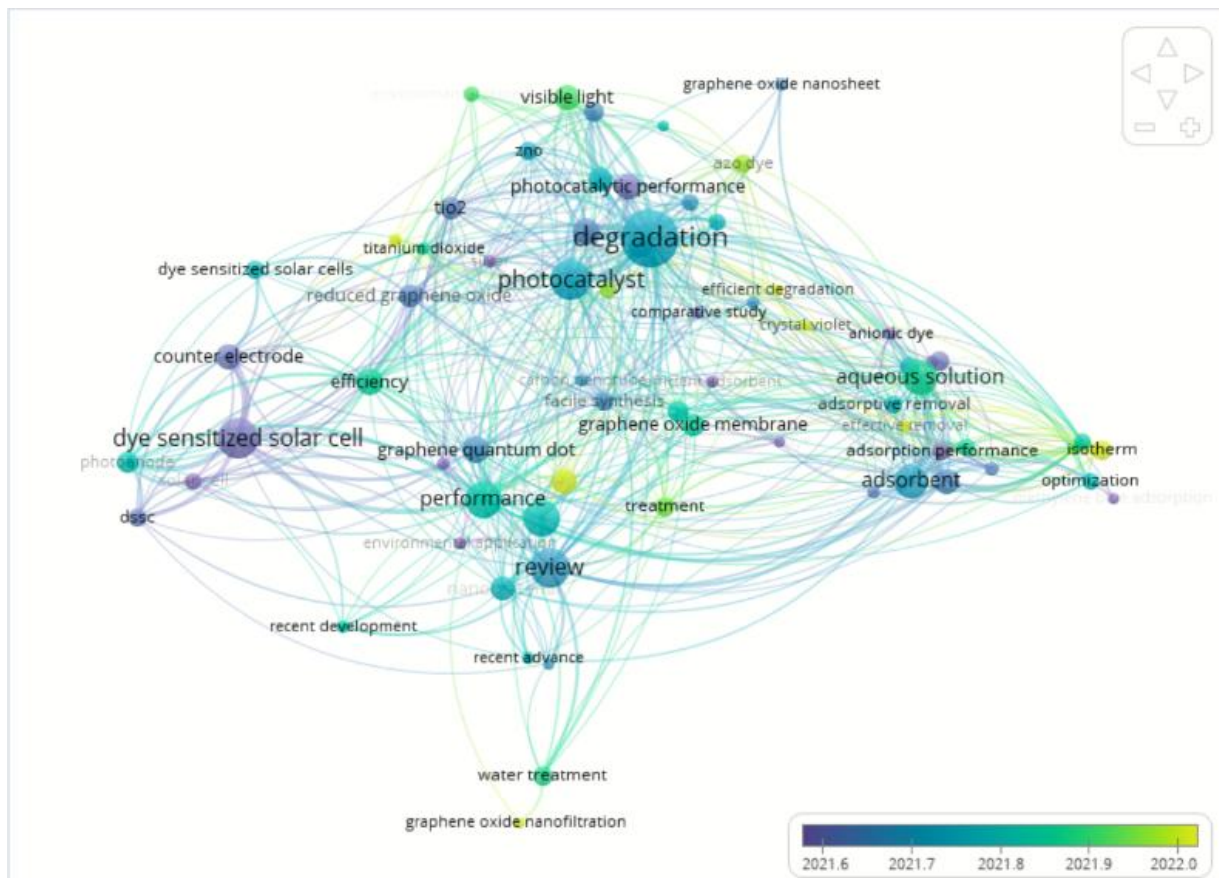 graphene oxide nanosheet
visible light
zno
azo dye
photocatalytic performance
tio2
degradation
titanium dioxide
dye sensitized solar cells
photocatalyst
reduced graphene oxide
efficient degradation
comparative study
crystal violet
anionic dye
counter electrode
efficiency
aqueous solution
facile synthesis
adsorptive removal
graphene oxide membrane
effective removal
dye sensitized solar cell
graphene quantum dot
adsorption performance
isotherm
photoanode
solar cell
adsorbent
optimization
performance
treatment
dssc
environmental application
review
recent development
recent advance
water treatment
graphene oxide nanofiltration
2021.6 2021.7 2021.8 2021.9 2022.0